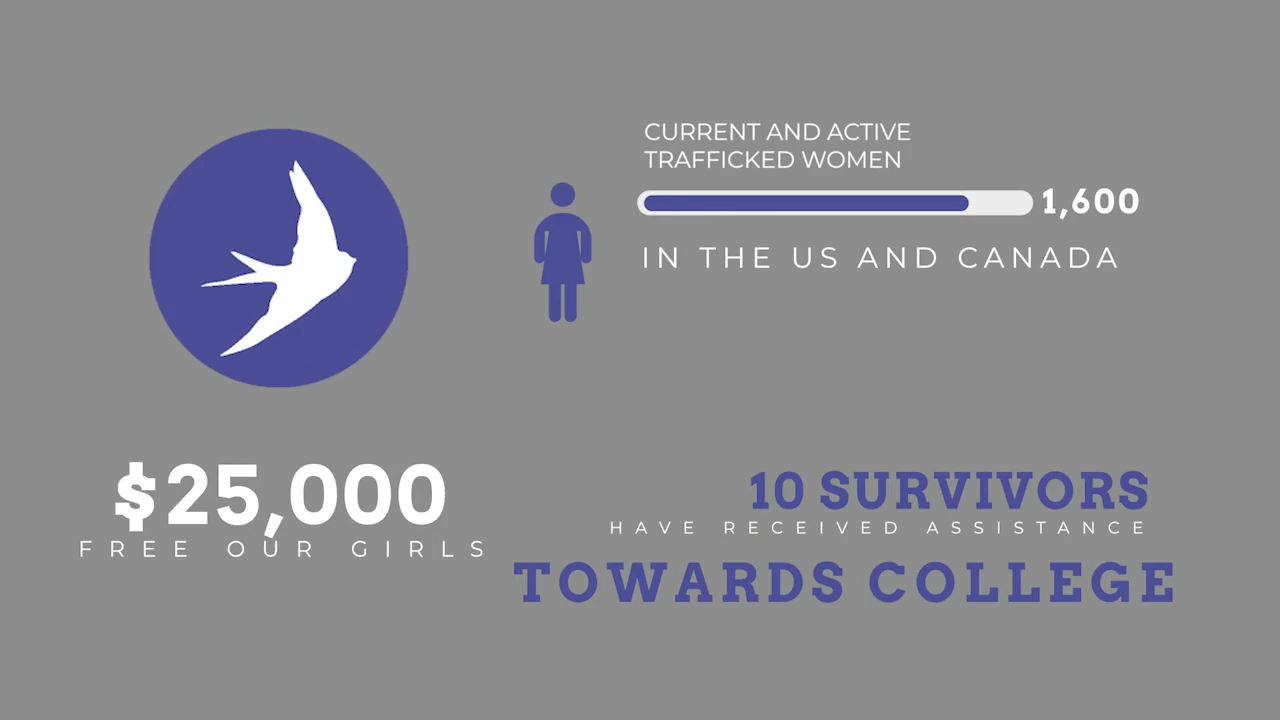 CURRENT AND ACTIVE
TRAFFICKED WOMEN
1,600
IN THE US AND CANADA
$25,000
FREE OUR GIRLS
10 SURVIVORS
HAVE RECEIVED ASSISTANCE
TOWARDS COLLEGE